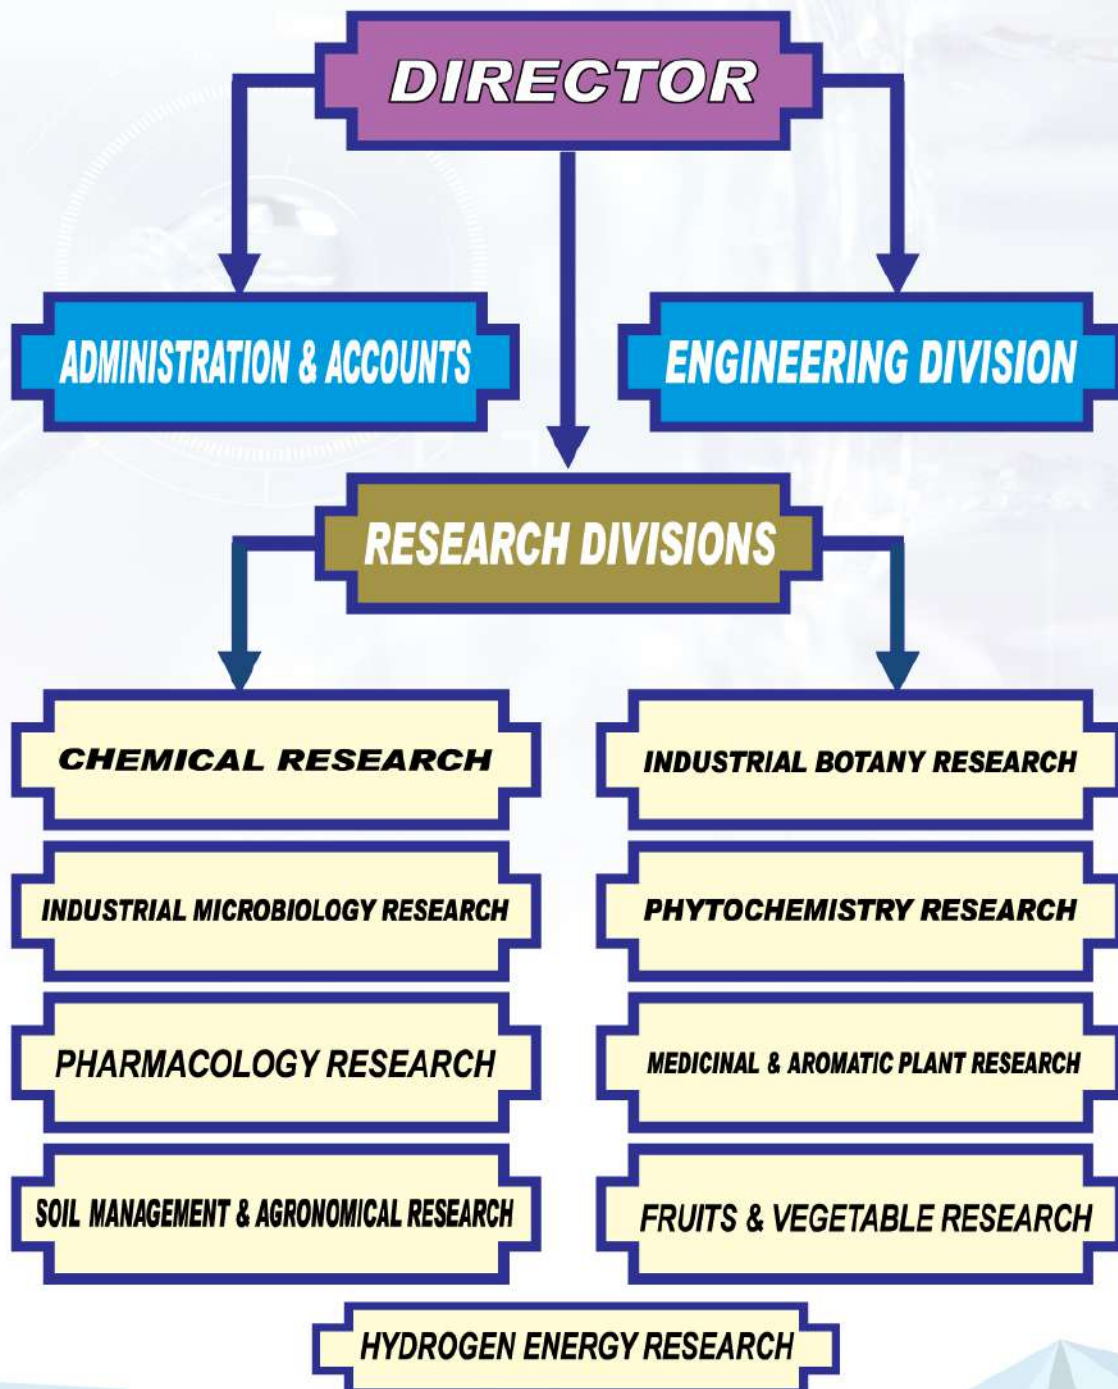 DIRECTOR
ADMINISTRATION & ACCOUNTS
ENGINEERING DIVISION
RESEARCH DIVISIONS
CHEMICAL RESEARCH
INDUSTRIAL BOTANY RESEARCH
INDUSTRIAL MICROBIOLOGY RESEARCH
PHYTOCHEMISTRY RESEARCH
PHARMACOLOGY RESEARCH
MEDICINAL & AROMATIC PLANT RESEARCH
SOIL MANAGEMENT & AGRONOMICAL RESEARCH
FRUITS & VEGETABLE RESEARCH
HYDROGEN ENERGY RESEARCH